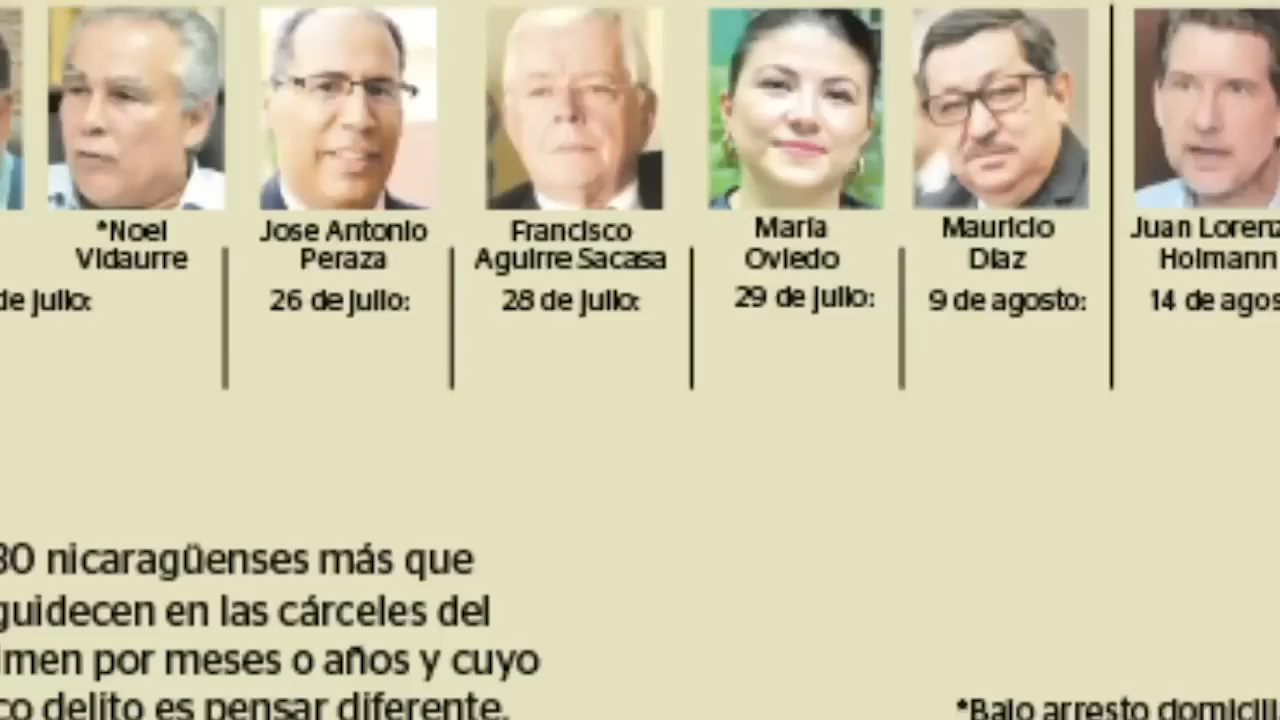 *Noel
Vidaurre
de julio:
Jose Antonio
Peraza
26 de julio:
Francisco
Aguirre Sacasa
28 de julio:
María
Oviedo
29 de julio:
Mauricio
Díaz
9 de agosto:
Juan Lorenz
Holmann
14 de agos
30 nicaragüenses más que
guidecen en las cárceles del
imen por meses o años y cuyo
co delito es pensar diferente.
*Bajo arresto domicili